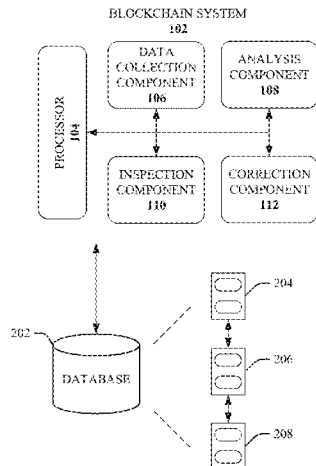 BLOCKCHAIN SYSTEM
102
DATA
COLLECTION
COMPONENT
106
ANALYSIS
COMPONENT
108
PROCESSOR
104
INSPECTION
COMPONENT
110
CORRECTION
COMPONENT
112
202
DATABASE
204
206
208